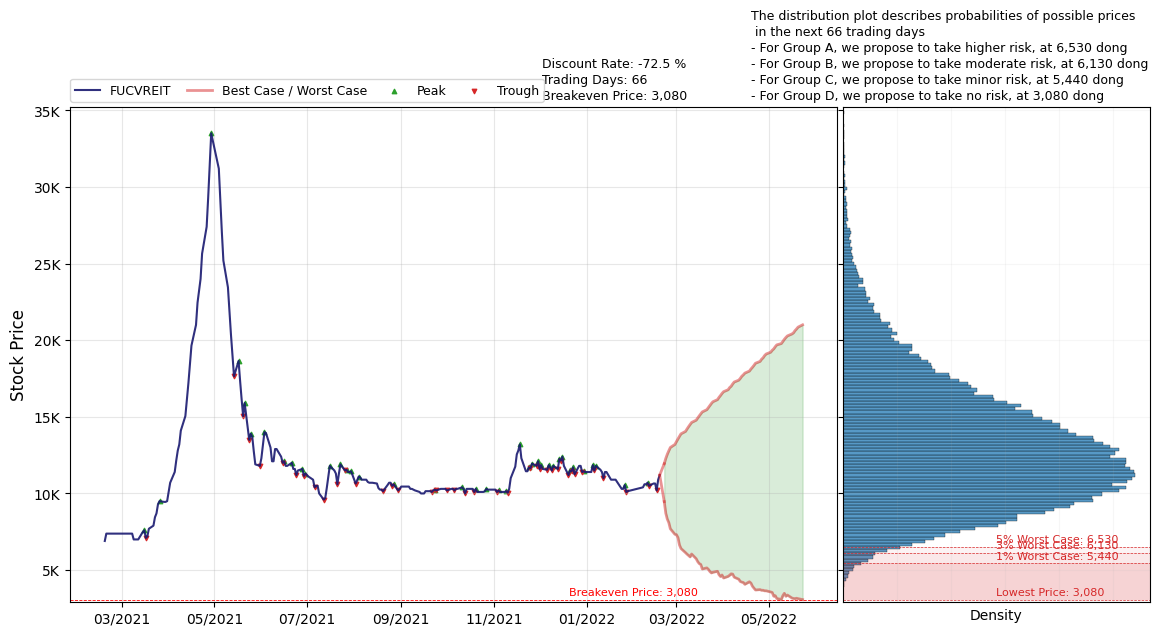 The distribution plot describes probabilities of possible prices
in the next 66 trading days
- For Group A, we propose to take higher risk, at 6,530 dong
- For Group B, we propose to take moderate risk, at 6,130 dong
- For Group C, we propose to take minor risk, at 5,440 dong
- For Group D, we propose to take no risk, at 3,080 dong
Discount Rate: -72.5 %
Trading Days: 66
Breakeven Price: 3,080
FUCVREIT
Best Case / Worst Case
Peak
Trough
Stock Price
35K
30K
25K
20K
15K
10K
5K
Breakeven Price: 3,080
03/2021
05/2021
07/2021
09/2021
11/2021
01/2022
03/2022
05/2022
5% Worst Case: 6,530
3% Worst Case: 6,130
1% Worst Case: 5,440
Lowest Price: 3,080
Density